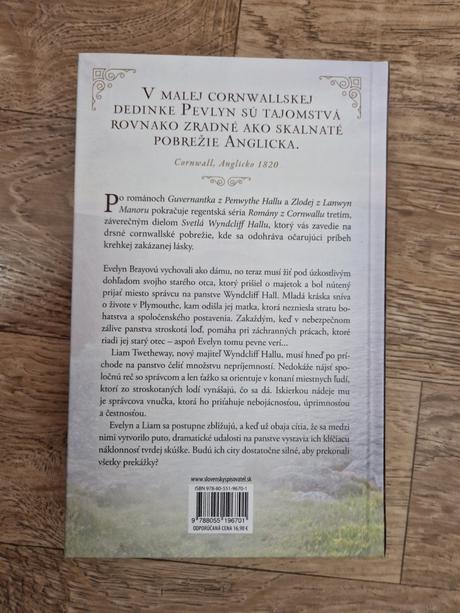 V MALEJ CORNWALLSKEJ
DEDINKE PEVLYN SÚ TAJOMSTVÁ
ROVNAKO ZRADNÉ AKO SKALNATÉ
POBREŽIE ANGLICKA.
Cornwall, Anglicko 1820
Po románoch Guvernantka z Penwythe Hallu a Zlodej z Lanwyn
Manoru pokračuje regentská séria Romány z Cornwallu tretím,
záverečným dielom Svetlá Wyndcliff Hallu, ktorý vás zavedie na
drsné cornwallské pobrežie, kde sa odohráva očarujúci príbeh
krehkej zakázanej lásky.
Evelyn Brayovú vychovali ako dámu, no teraz musí žiť pod úzkostlivým
dohľadom svojho starého otca, ktorý prišiel o majetok a bol nútený
prijať miesto správcu na panstve Wyndcliff Hall. Mladá kráska sníva
o živote v Plymouthe, kam odišla jej matka, ktorá nezniesla stratu bo-
hatstva a spoločenského postavenia. Zakaždým, keď v nebezpečnom
zálive panstva stroskotá loď, pomáha pri záchranných prácach, ktoré
riadi jej starý otec – aspoň Evelyn tomu pevne verí...
Liam Twetheway, nový majiteľ Wyndcliff Hallu, musí hneď po prí-
chode na panstvo čeliť množstvu nepríjemností. Nedokáže nájsť spo-
ločnú reč so správcom a len ťažko sa orientuje v konaní miestnych ľudí,
ktorí zo stroskotaných lodí vynášajú, čo sa dá. Iskierkou nádeje mu
je správcova vnučka, ktorá ho priťahuje nebojácnosťou, úprimnosťou
a čestnosťou.
Evelyn a Liam sa postupne zbližujú, a keď už obaja cítia, že sa medzi
nimi vytvorilo puto, dramatické udalosti na panstve vystavia ich klíčiacu
náklonnosť tvrdej skúške. Budú ich city dostatočne silné, aby prekonali
všetky prekážky?
www.slovenskyspisovatel.sk
ISBN 978-80-551-9670-1
9 788055 196701
ODPORÚČANÁ CENA 16,90 €